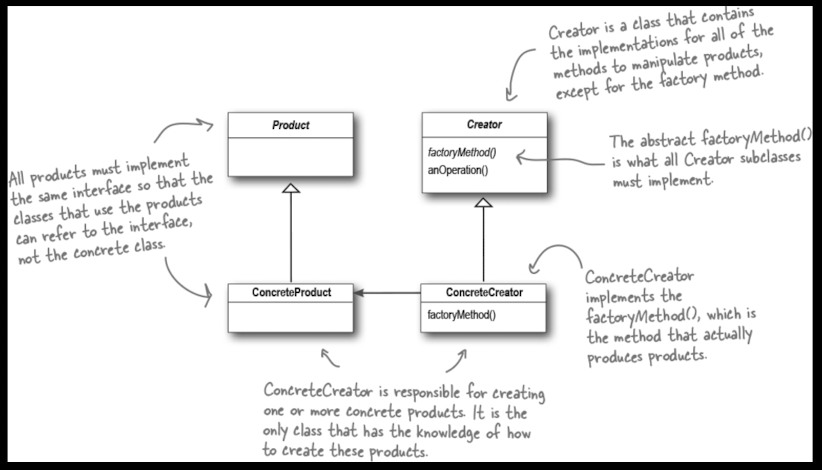 Creator is a class that contains
the implementations for all of the
methods to manipulate products,
except for the factory method.
Product
Creator
factoryMethod()
anOperation()
The abstract factoryMethod()
is what all Creator subclasses
must implement.
All products must implement
the same interface so that the
classes that use the products
can refer to the interface,
not the concrete class.
ConcreteProduct
ConcreteCreator
factoryMethod()
ConcreteCreator
implements the
factoryMethod(), which is
the method that actually
produces products.
ConcreteCreator is responsible for creating
one or more concrete products. It is the
only class that has the knowledge of how
to create these products.